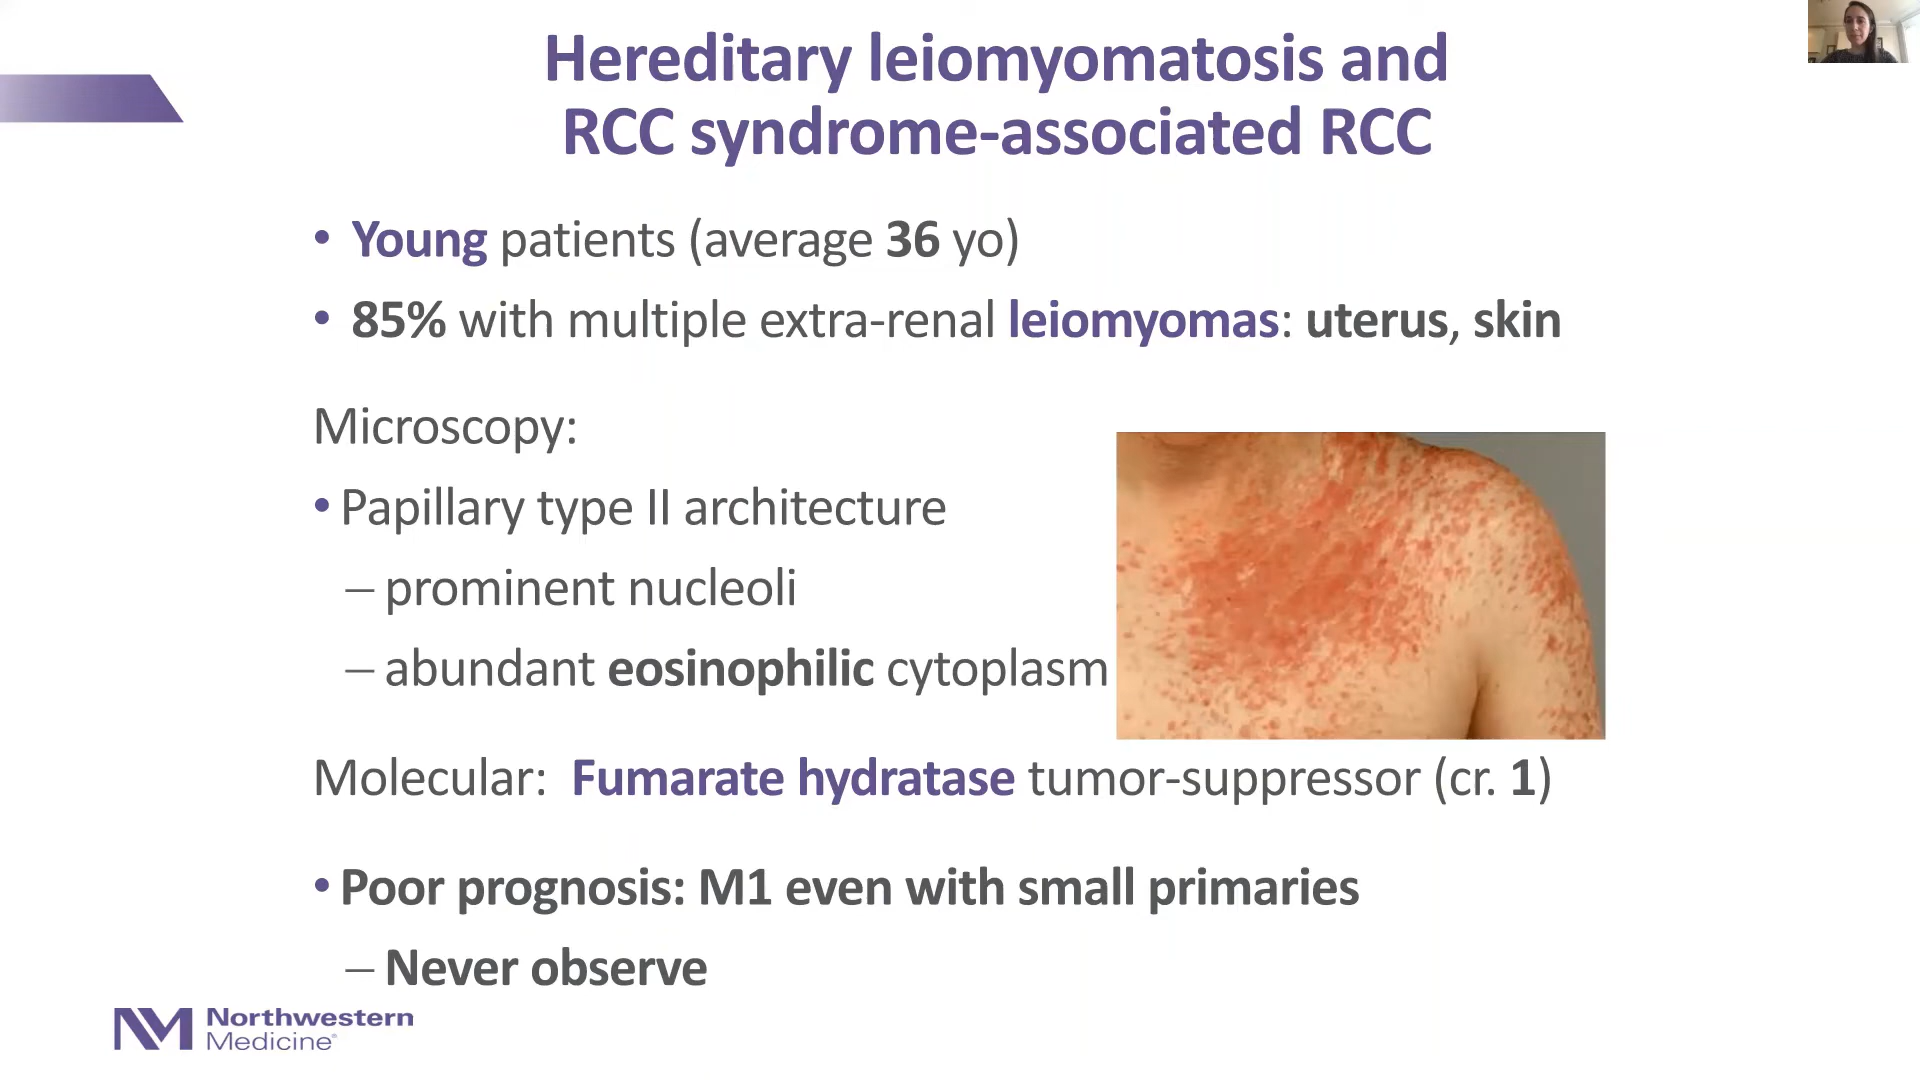 Hereditary leiomyomatosis and
RCC syndrome-associated RCC
• Young patients (average 36 yo)
• 85% with multiple extra-renal leiomyomas: uterus, skin
Microscopy:
• Papillary type II architecture
– prominent nucleoli
– abundant eosinophilic cytoplasm
Molecular: Fumarate hydratase tumor-suppressor (cr. 1)
• Poor prognosis: M1 even with small primaries
– Never observe
NM Northwestern
Medicine®